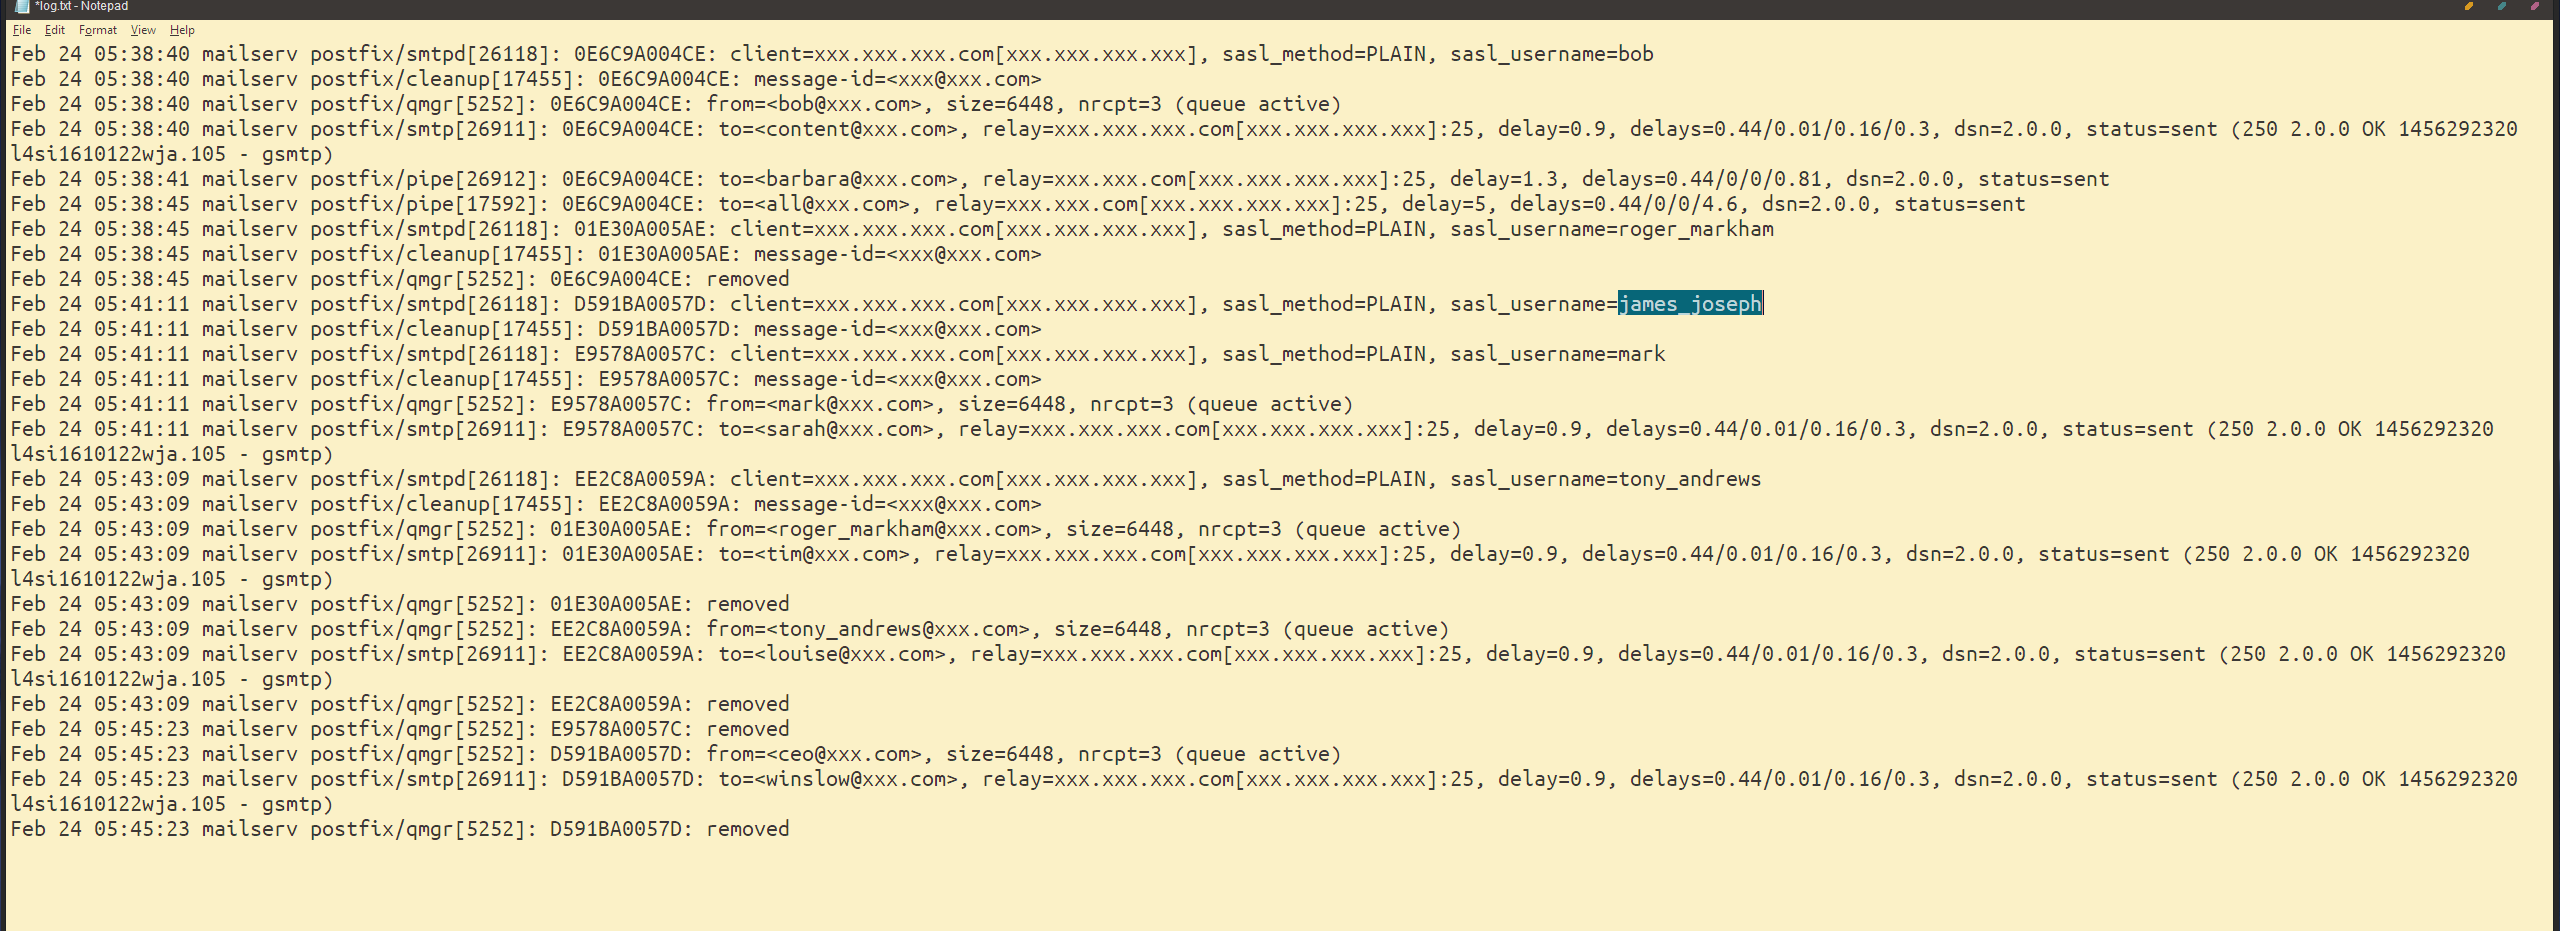 *log.txt - Notepad
File Edit Format View Help
Feb 24 05:38:40 mailserv postfix/smtpd[26118]: 0E6C9A004CE: client=xxx.xxx.xxx.com[xxx.xxx.xxx.xxx], sasl_method=PLAIN, sasl_username=bob
Feb 24 05:38:40 mailserv postfix/cleanup[17455]: 0E6C9A004CE: message-id=<xxx@xxx.com>
Feb 24 05:38:40 mailserv postfix/qmgr[5252]: 0E6C9A004CE: from=<bob@xxx.com>, size=6448, nrcpt=3 (queue active)
Feb 24 05:38:40 mailserv postfix/smtp[26911]: 0E6C9A004CE: to=<content@xxx.com>, relay=xxx.xxx.xxx.com[xxx.xxx.xxx.xxx]:25, delay=0.9, delays=0.44/0.01/0.16/0.3, dsn=2.0.0, status=sent (250 2.0.0 OK 1456292320
l4si1610122wja.105 - gsmtp)
Feb 24 05:38:41 mailserv postfix/pipe[26912]: 0E6C9A004CE: to=<barbara@xxx.com>, relay=xxx.xxx.com[xxx.xxx.xxx.xxx]:25, delay=1.3, delays=0.44/0/0/0.81, dsn=2.0.0, status=sent
Feb 24 05:38:45 mailserv postfix/pipe[17592]: 0E6C9A004CE: to=<all@xxx.com>, relay=xxx.xxx.com[xxx.xxx.xxx.xxx]:25, delay=5, delays=0.44/0/0/4.6, dsn=2.0.0, status=sent
Feb 24 05:38:45 mailserv postfix/smtpd[26118]: 01E30A005AE: client=xxx.xxx.xxx.com[xxx.xxx.xxx.xxx], sasl_method=PLAIN, sasl_username=roger_markham
Feb 24 05:38:45 mailserv postfix/cleanup[17455]: 01E30A005AE: message-id=<xxx@xxx.com>
Feb 24 05:38:45 mailserv postfix/qmgr[5252]: 0E6C9A004CE: removed
Feb 24 05:41:11 mailserv postfix/smtpd[26118]: D591BA0057D: client=xxx.xxx.xxx.com[xxx.xxx.xxx.xxx], sasl_method=PLAIN, sasl_username=james_joseph
Feb 24 05:41:11 mailserv postfix/cleanup[17455]: D591BA0057D: message-id=<xxx@xxx.com>
Feb 24 05:41:11 mailserv postfix/smtpd[26118]: E9578A0057C: client=xxx.xxx.xxx.com[xxx.xxx.xxx.xxx], sasl_method=PLAIN, sasl_username=mark
Feb 24 05:41:11 mailserv postfix/cleanup[17455]: E9578A0057C: message-id=<xxx@xxx.com>
Feb 24 05:41:11 mailserv postfix/qmgr[5252]: E9578A0057C: from=<mark@xxx.com>, size=6448, nrcpt=3 (queue active)
Feb 24 05:41:11 mailserv postfix/smtp[26911]: E9578A0057C: to=<sarah@xxx.com>, relay=xxx.xxx.xxx.com[xxx.xxx.xxx.xxx]:25, delay=0.9, delays=0.44/0.01/0.16/0.3, dsn=2.0.0, status=sent (250 2.0.0 OK 1456292320
l4si1610122wja.105 - gsmtp)
Feb 24 05:43:09 mailserv postfix/smtpd[26118]: EE2C8A0059A: client=xxx.xxx.xxx.com[xxx.xxx.xxx.xxx], sasl_method=PLAIN, sasl_username=tony_andrews
Feb 24 05:43:09 mailserv postfix/cleanup[17455]: EE2C8A0059A: message-id=<xxx@xxx.com>
Feb 24 05:43:09 mailserv postfix/qmgr[5252]: 01E30A005AE: from=<roger_markham@xxx.com>, size=6448, nrcpt=3 (queue active)
Feb 24 05:43:09 mailserv postfix/smtp[26911]: 01E30A005AE: to=<tim@xxx.com>, relay=xxx.xxx.xxx.com[xxx.xxx.xxx.xxx]:25, delay=0.9, delays=0.44/0.01/0.16/0.3, dsn=2.0.0, status=sent (250 2.0.0 OK 1456292320
l4si1610122wja.105 - gsmtp)
Feb 24 05:43:09 mailserv postfix/qmgr[5252]: 01E30A005AE: removed
Feb 24 05:43:09 mailserv postfix/qmgr[5252]: EE2C8A0059A: from=<tony_andrews@xxx.com>, size=6448, nrcpt=3 (queue active)
Feb 24 05:43:09 mailserv postfix/smtp[26911]: EE2C8A0059A: to=<louise@xxx.com>, relay=xxx.xxx.xxx.com[xxx.xxx.xxx.xxx]:25, delay=0.9, delays=0.44/0.01/0.16/0.3, dsn=2.0.0, status=sent (250 2.0.0 OK 1456292320
l4si1610122wja.105 - gsmtp)
Feb 24 05:43:09 mailserv postfix/qmgr[5252]: EE2C8A0059A: removed
Feb 24 05:45:23 mailserv postfix/qmgr[5252]: E9578A0057C: removed
Feb 24 05:45:23 mailserv postfix/qmgr[5252]: D591BA0057D: from=<ceo@xxx.com>, size=6448, nrcpt=3 (queue active)
Feb 24 05:45:23 mailserv postfix/smtp[26911]: D591BA0057D: to=<winslow@xxx.com>, relay=xxx.xxx.xxx.com[xxx.xxx.xxx.xxx]:25, delay=0.9, delays=0.44/0.01/0.16/0.3, dsn=2.0.0, status=sent (250 2.0.0 OK 1456292320
l4si1610122wja.105 - gsmtp)
Feb 24 05:45:23 mailserv postfix/qmgr[5252]: D591BA0057D: removed